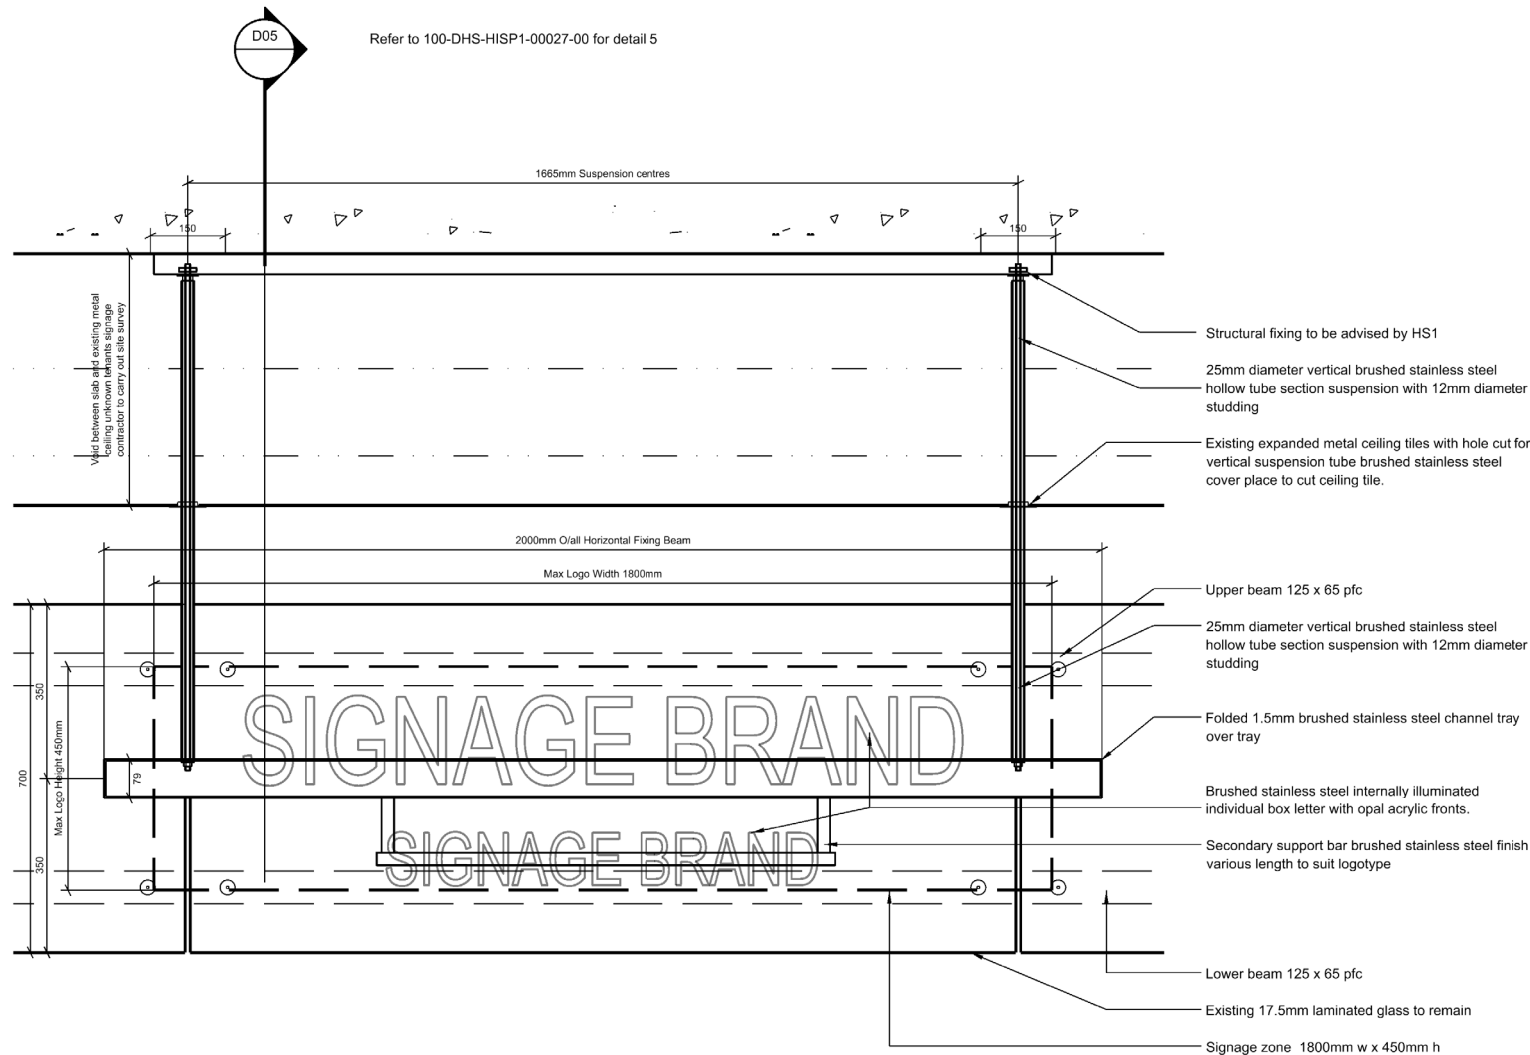 D05
Refer to 100-DHS-HISP1-00027-00 for detail 5
1665mm Suspension centres
150
150
Void between slab and existing metal
ceiling unknown tenants signage
contractor to carry out site survey
Structural fixing to be advised by HS1
25mm diameter vertical brushed stainless steel
hollow tube section suspension with 12mm diameter
studding
Existing expanded metal ceiling tiles with hole cut for
vertical suspension tube brushed stainless steel
cover place to cut ceiling tile.
2000mm O/all Horizontal Fixing Beam
Max Logo Width 1800mm
Upper beam 125 x 65 pfc
25mm diameter vertical brushed stainless steel
hollow tube section suspension with 12mm diameter
studding
350
700
350
Max Logo Height 450mm
79
SIGNAGE BRAND
SIGNAGE BRAND
Folded 1.5mm brushed stainless steel channel tray
over tray
Brushed stainless steel internally illuminated
individual box letter with opal acrylic fronts.
Secondary support bar brushed stainless steel finish
various length to suit logotype
Lower beam 125 x 65 pfc
Existing 17.5mm laminated glass to remain
Signage zone 1800mm w x 450mm h